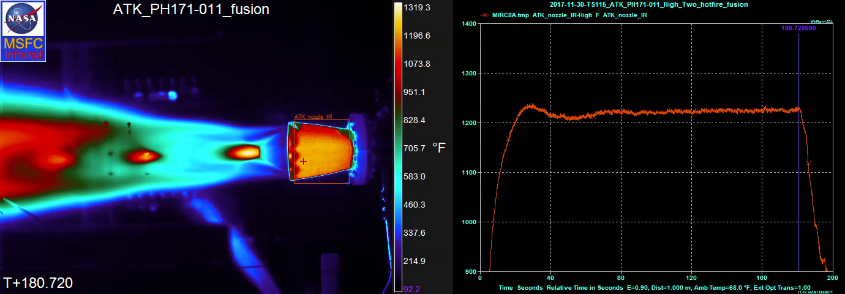 NASA
MSFC
Infrared
ATK_PH171-011_fusion
ATK_nozzle_IR
1319.3
1196.6
1073.8
951.1
828.4
705.7
583.0
460.3
337.6
214.9
92.2
°F
T+180.720
2017-11-30-TS115_ATK_PH171-011_High_Two_hotfire_fusion
MIRC8A.tmp ATK_nozzle_IR-High F ATK_nozzle_IR
180.720000
1400
1300
1200
1100
1000
900
0
40
80
120
160
200
Time Seconds Relative Time in Seconds E=0.90, Dist=1.000 m, Amb Temp=68.0 °F, Ext Opt Trans=1.00